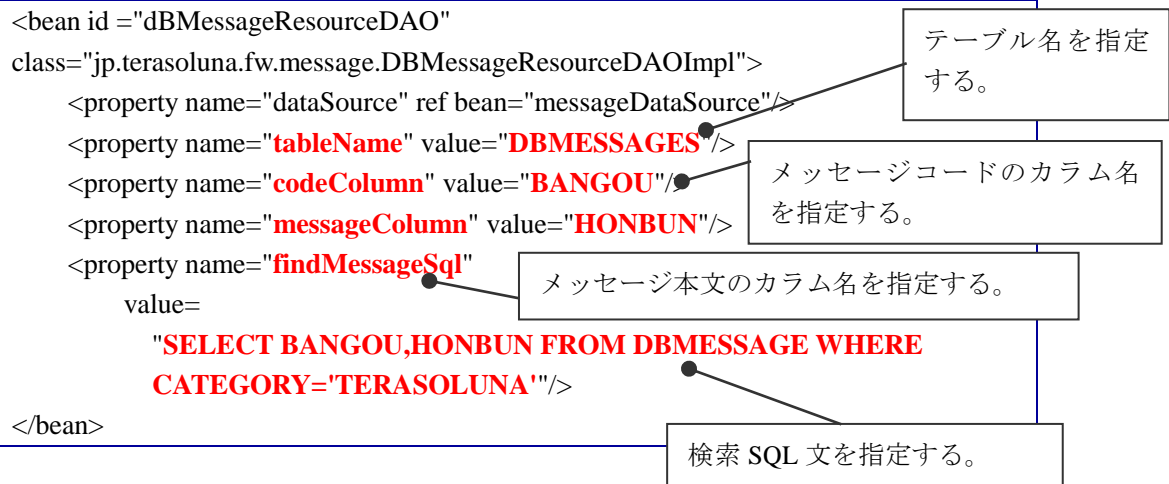 <bean id ="dBMessageResourceDAO"
class="jp.terasoluna.fw.message.DBMessageResourceDAOImpl">
<property name="dataSource" ref bean="messageDataSource"/>
<property name="tableName" value="DBMESSAGES"/>
<property name="codeColumn" value="BANGOU"/>
<property name="messageColumn" value="HONBUN"/>
<property name="findMessageSql"
value=
"SELECT BANGOU,HONBUN FROM DBMESSAGE WHERE
CATEGORY='TERASOLUNA'"/>
</bean>
テーブル名を指定
する。
メッセージコードのカラム名
を指定する。
メッセージ本文のカラム名を指定する。
検索 SQL 文を指定する。